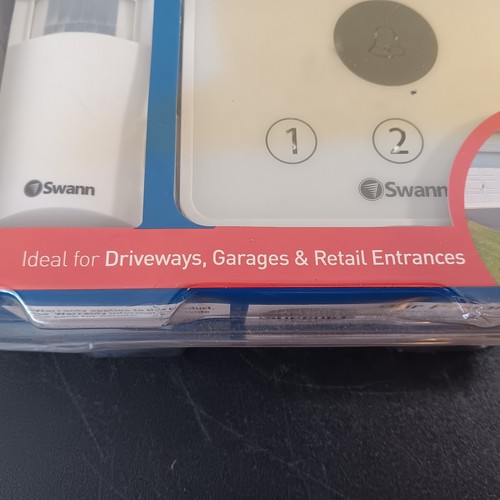 1
2
Swann
Swann
Ideal for Driveways, Garages & Retail Entrances